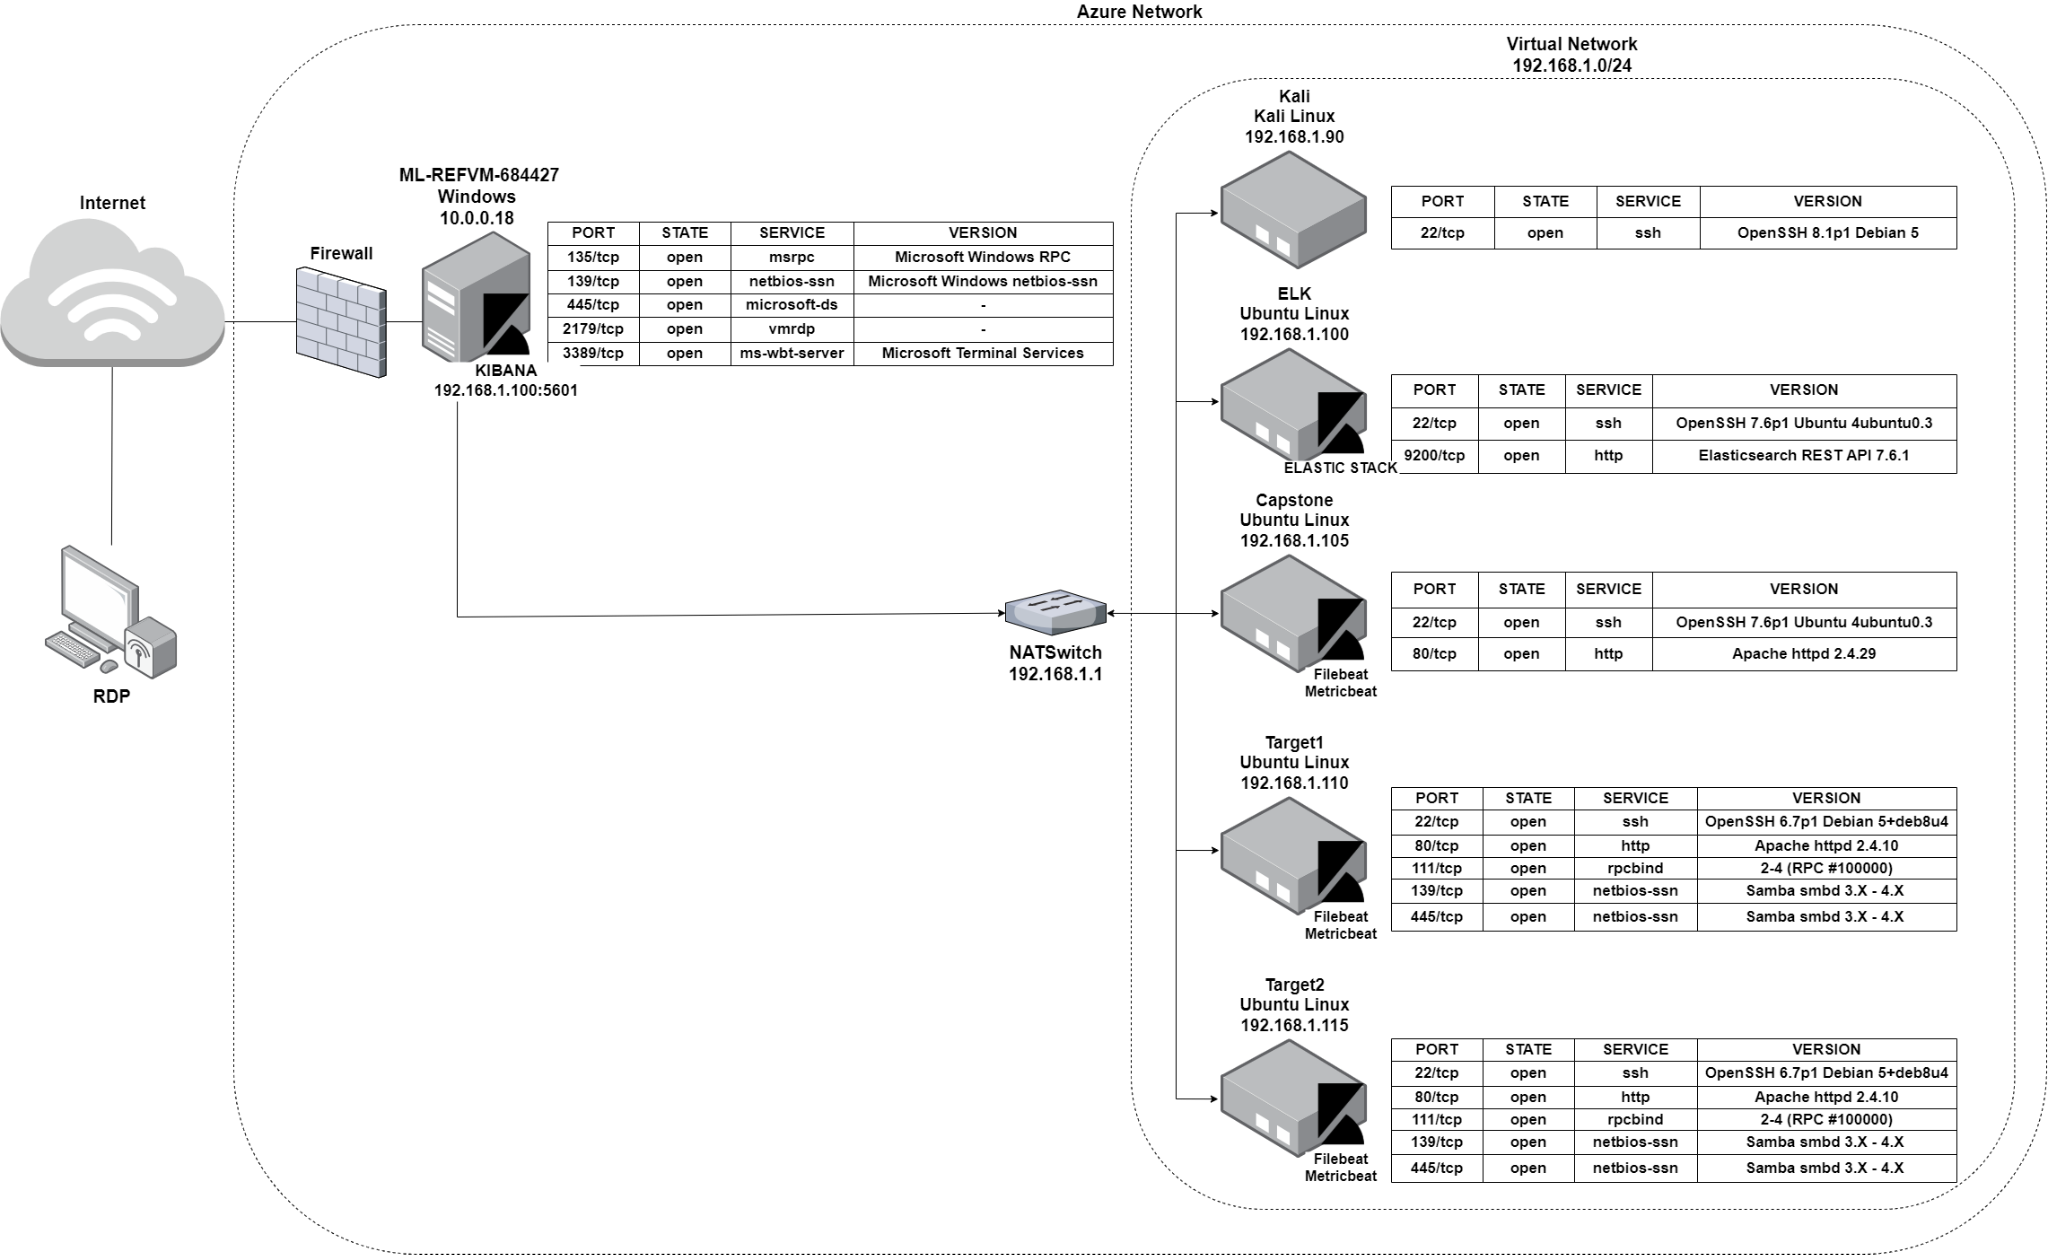 Azure Network
Virtual Network
192.168.1.0/24
Internet
RDP
Firewall
ML-REFVM-684427
Windows
10.0.0.18
KIBANA
192.168.1.100:5601
PORT STATE SERVICE VERSION
135/tcp open msrpc Microsoft Windows RPC
139/tcp open netbios-ssn Microsoft Windows netbios-ssn
445/tcp open microsoft-ds -
2179/tcp open vmrdp -
3389/tcp open ms-wbt-server Microsoft Terminal Services
NATSwitch
192.168.1.1
Kali
Kali Linux
192.168.1.90
PORT STATE SERVICE VERSION
22/tcp open ssh OpenSSH 8.1p1 Debian 5
ELK
Ubuntu Linux
192.168.1.100
ELASTIC STACK
PORT STATE SERVICE VERSION
22/tcp open ssh OpenSSH 7.6p1 Ubuntu 4ubuntu0.3
9200/tcp open http Elasticsearch REST API 7.6.1
Capstone
Ubuntu Linux
192.168.1.105
Filebeat
Metricbeat
PORT STATE SERVICE VERSION
22/tcp open ssh OpenSSH 7.6p1 Ubuntu 4ubuntu0.3
80/tcp open http Apache httpd 2.4.29
Target1
Ubuntu Linux
192.168.1.110
Filebeat
Metricbeat
PORT STATE SERVICE VERSION
22/tcp open ssh OpenSSH 6.7p1 Debian 5+deb8u4
80/tcp open http Apache httpd 2.4.10
111/tcp open rpcbind 2-4 (RPC #100000)
139/tcp open netbios-ssn Samba smbd 3.X - 4.X
445/tcp open netbios-ssn Samba smbd 3.X - 4.X
Target2
Ubuntu Linux
192.168.1.115
Filebeat
Metricbeat
PORT STATE SERVICE VERSION
22/tcp open ssh OpenSSH 6.7p1 Debian 5+deb8u4
80/tcp open http Apache httpd 2.4.10
111/tcp open rpcbind 2-4 (RPC #100000)
139/tcp open netbios-ssn Samba smbd 3.X - 4.X
445/tcp open netbios-ssn Samba smbd 3.X - 4.X